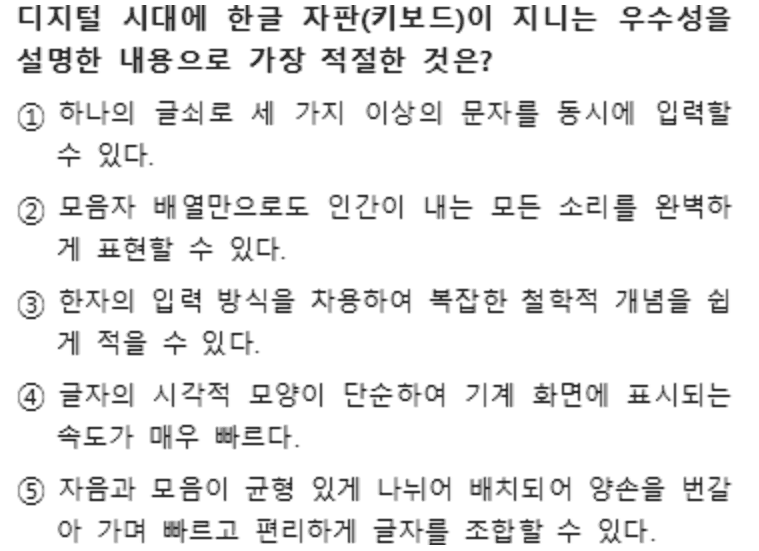 디지털 시대에 한글 자판(키보드)이 지니는 우수성을
설명한 내용으로 가장 적절한 것은?
① 하나의 글쇠로 세 가지 이상의 문자를 동시에 입력할
수 있다.
② 모음자 배열만으로도 인간이 내는 모든 소리를 완벽하
게 표현할 수 있다.
③ 한자의 입력 방식을 차용하여 복잡한 철학적 개념을 쉽
게 적을 수 있다.
④ 글자의 시각적 모양이 단순하여 기계 화면에 표시되는
속도가 매우 빠르다.
⑤ 자음과 모음이 균형 있게 나뉘어 배치되어 양손을 번갈
아 가며 빠르고 편리하게 글자를 조합할 수 있다.